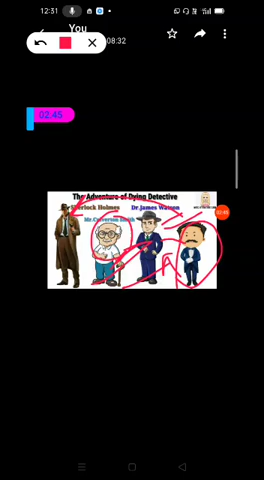 12:31
You
08:32
02:45
The Adventure of Dying Detective
Sherlock Holmes
Dr.James Watson
Mr.Culverton Smith
02:45
A